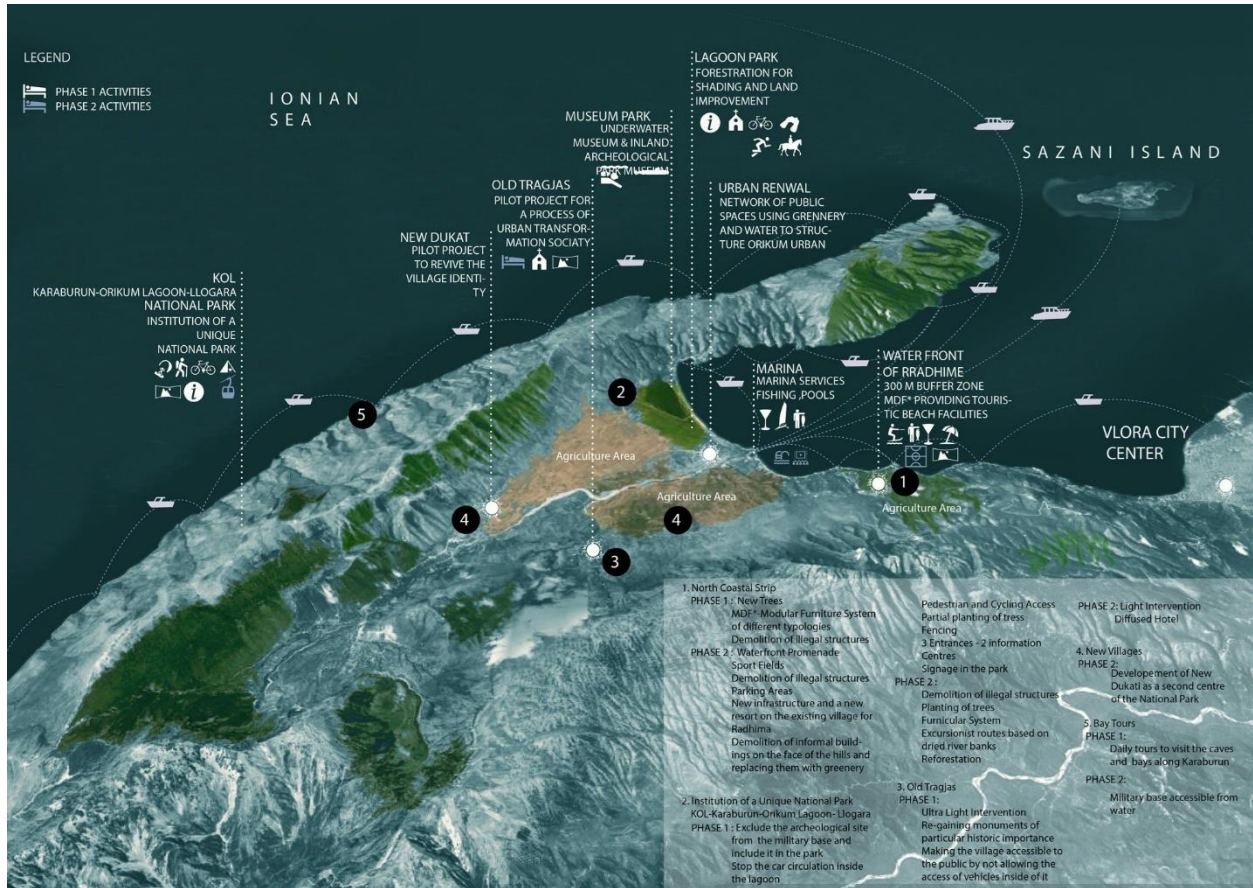 LEGEND
PHASE 1 ACTIVITIES
PHASE 2 ACTIVITIES
IONIAN
SEA
KOL
KARABURUN-ORIKUM LAGOON-LLOGARA
NATIONAL PARK
INSTITUTION OF A
UNIQUE
NATIONAL PARK
NEW DUKAT
PILOT PROJECT
TO REVIVE THE
VILLAGE IDENTI-
TY
OLD TRAGJAS
PILOT PROJECT FOR
A PROCESS OF
URBAN TRANSFOR-
MATION SOCIATY
MUSEUM PARK
UNDERWATER
MUSEUM & INLAND
ARCHEOLOGICAL
PARK MUSEUM
LAGOON PARK
FORESTRATION FOR
SHADING AND LAND
IMPROVEMENT
URBAN RENWAL
NETWORK OF PUBLIC
SPACES USING GRENNERY
AND WATER TO STRUC-
TURE ORIKUM URBAN
SAZANI ISLAND
MARINA
MARINA SERVICES
FISHING ,POOLS
WATER FRONT
OF RRADHIME
300 M BUFFER ZONE
MDF* PROVIDING TOURIS-
TIC BEACH FACILITIES
VLORA CITY
CENTER
5
2
Agriculture Area
4
Agriculture Area
4
3
1
Agriculture Area
1. North Coastal Strip
PHASE 1 : New Trees
MDF*-Modular Furniture System
of different typologies
Demolition of illegal structures
PHASE 2 : Waterfront Promenade
Sport Fields
Demolition of illegal structures
Parking Areas
New infrastructure and a new
resort on the existing village for
Radhima
Demolition of informal build-
ings on the face of the hills and
replacing them with greenery
2. Institution of a Unique National Park
KOL-Karaburun-Orikum Lagoon- Llogara
PHASE 1 : Exclude the archeological site
from the military base and
include it in the park
Stop the car circulation inside
the lagoon
Pedestrian and Cycling Access
Partial planting of tress
Fencing
3 Entrances - 2 information
Centres
Signage in the park
PHASE 2 :
Demolition of illegal structures
Planting of trees
Furnicular System
Excursionist routes based on
dried river banks
Reforestation
3. Old Tragjas
PHASE 1:
Ultra Light Intervention
Re-gaining monuments of
particular historic importance
Making the village accessible to
the public by not allowing the
access of vehicles inside of it
PHASE 2: Light Intervention
Diffused Hotel
4. New Villages
PHASE 2:
Developement of New
Dukati as a second centre
of the National Park
5. Bay Tours
PHASE 1:
Daily tours to visit the caves
and bays along Karaburun
PHASE 2:
Military base accessible from
water